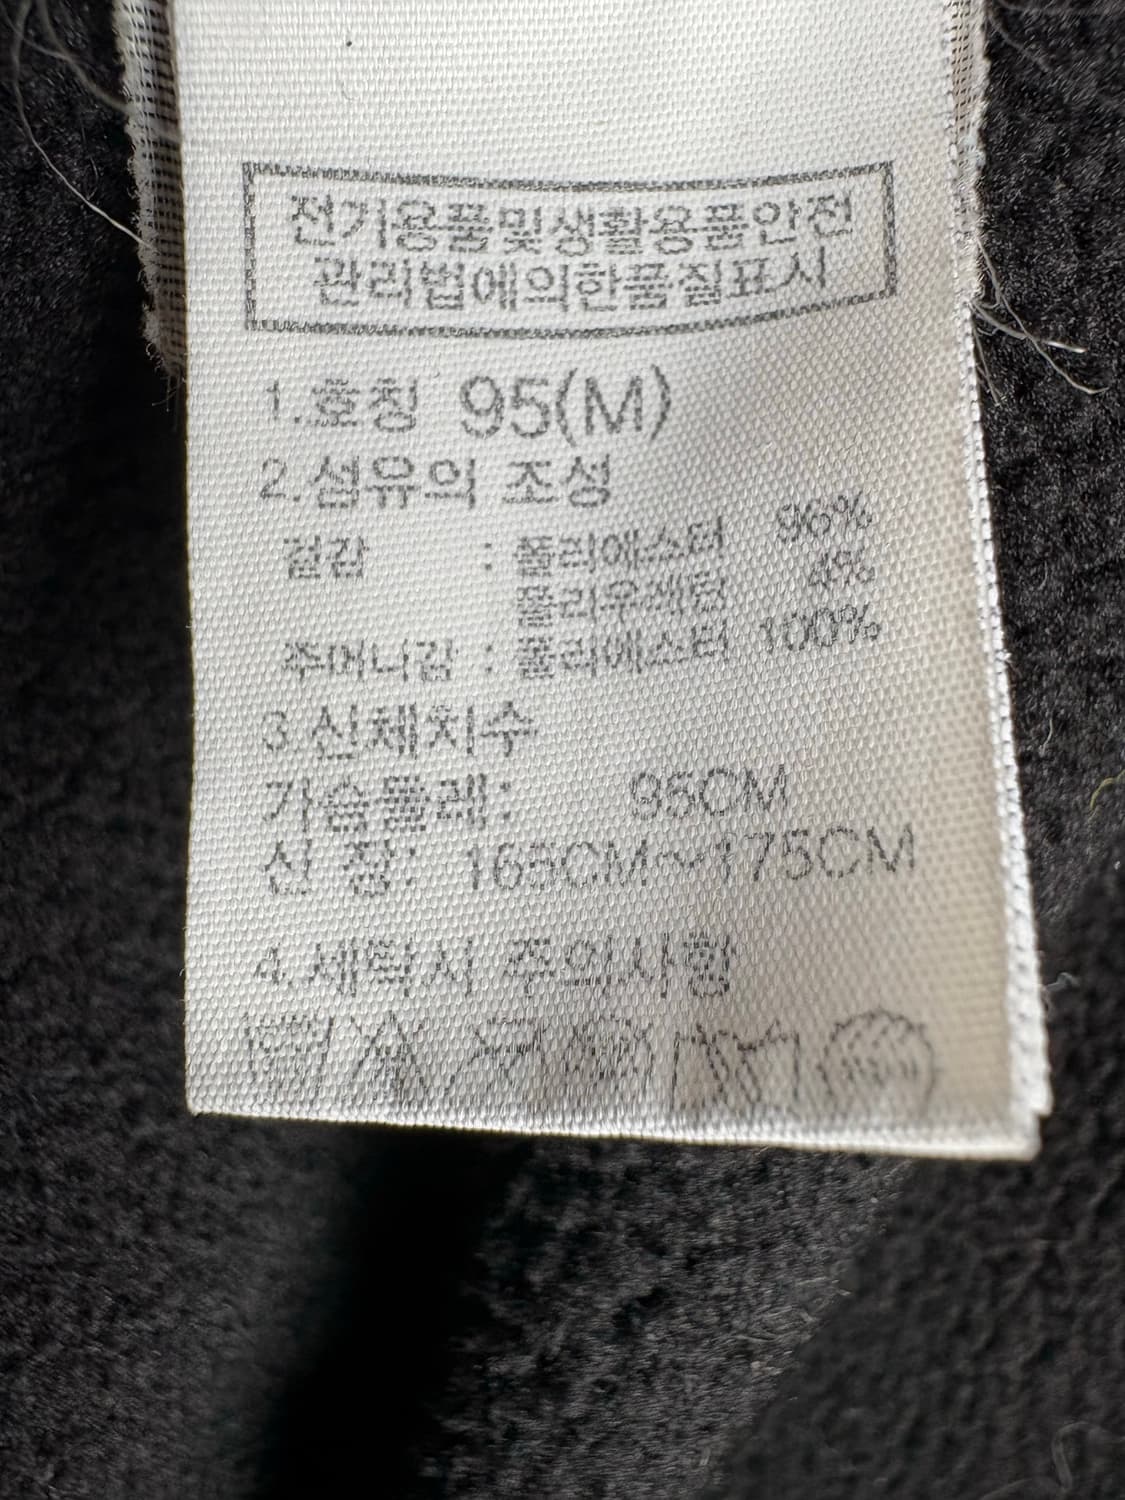 전기용품및생활용품안전
관리법에의한품질표시
1.호칭 95(M)
2.섬유의 조성
겉감 : 폴리에스터 96%
폴리우레탄 4%
주머니감 : 폴리에스터 100%
3.신체치수
가슴둘레: 95CM
신 장: 165CM~175CM
4.세탁시 주의사항